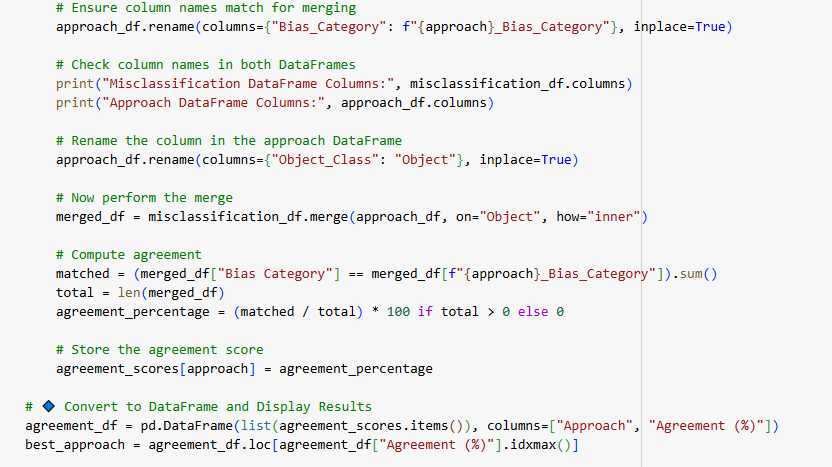 # Ensure column names match for merging
approach_df.rename(columns={"Bias_Category": f"{approach}_Bias_Category"}, inplace=True)
# Check column names in both DataFrames
print("Misclassification DataFrame Columns:", misclassification_df.columns)
print("Approach DataFrame Columns:", approach_df.columns)
# Rename the column in the approach DataFrame
approach_df.rename(columns={"Object_Class": "Object"}, inplace=True)
# Now perform the merge
merged_df = misclassification_df.merge(approach_df, on="Object", how="inner")
# Compute agreement
matched = (merged_df["Bias Category"] == merged_df[f"{approach}_Bias_Category"]).sum()
total = len(merged_df)
agreement_percentage = (matched / total) * 100 if total > 0 else 0
# Store the agreement score
agreement_scores[approach] = agreement_percentage
# 🔷 Convert to DataFrame and Display Results
agreement_df = pd.DataFrame(list(agreement_scores.items()), columns=["Approach", "Agreement (%)"])
best_approach = agreement_df.loc[agreement_df["Agreement (%)"].idxmax()]